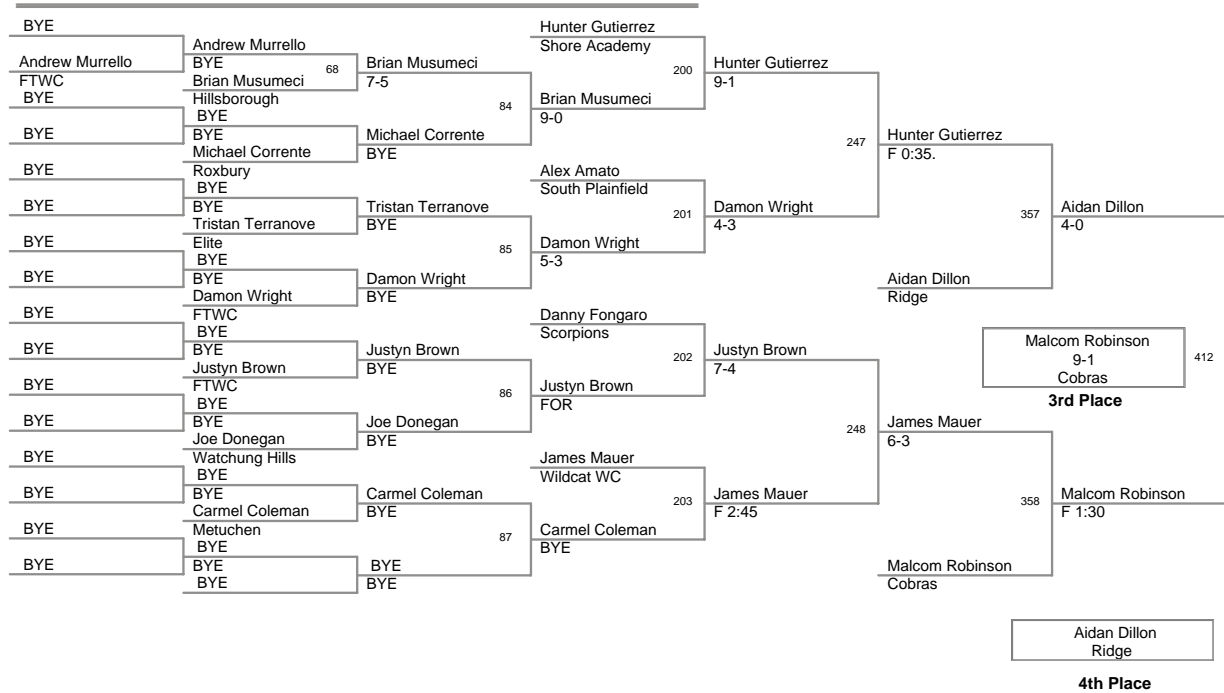 BYE
Andrew Murrello
FTWC
BYE
BYE
BYE
BYE
BYE
BYE
BYE
BYE
BYE
BYE
BYE
BYE
BYE
BYE
Andrew Murrello
BYE
68
Brian Musumeci
Hillsborough
BYE
BYE
Michael Corrente
Roxbury
BYE
BYE
Tristan Terranove
Elite
BYE
BYE
Damon Wright
FTWC
BYE
BYE
Justyn Brown
FTWC
BYE
BYE
Joe Donegan
Watchung Hills
BYE
BYE
Carmel Coleman
Metuchen
BYE
BYE
BYE
Brian Musumeci
7-5
84
Michael Corrente
BYE
Tristan Terranove
BYE
85
Damon Wright
BYE
Justyn Brown
BYE
86
Joe Donegan
BYE
Carmel Coleman
BYE
87
BYE
BYE
Hunter Gutierrez
Shore Academy
200
Brian Musumeci
9-0
Alex Amato
South Plainfield
201
Damon Wright
5-3
Danny Fongaro
Scorpions
202
Justyn Brown
FOR
James Mauer
Wildcat WC
203
Carmel Coleman
BYE
Hunter Gutierrez
9-1
247
Damon Wright
4-3
Justyn Brown
7-4
248
James Mauer
F 2:45
Hunter Gutierrez
F 0:35.
357
Aidan Dillon
Ridge
James Mauer
6-3
358
Malcom Robinson
Cobras
Aidan Dillon
4-0
Malcom Robinson
9-1
Cobras
412
3rd Place
Malcom Robinson
F 1:30
Aidan Dillon
Ridge
4th Place